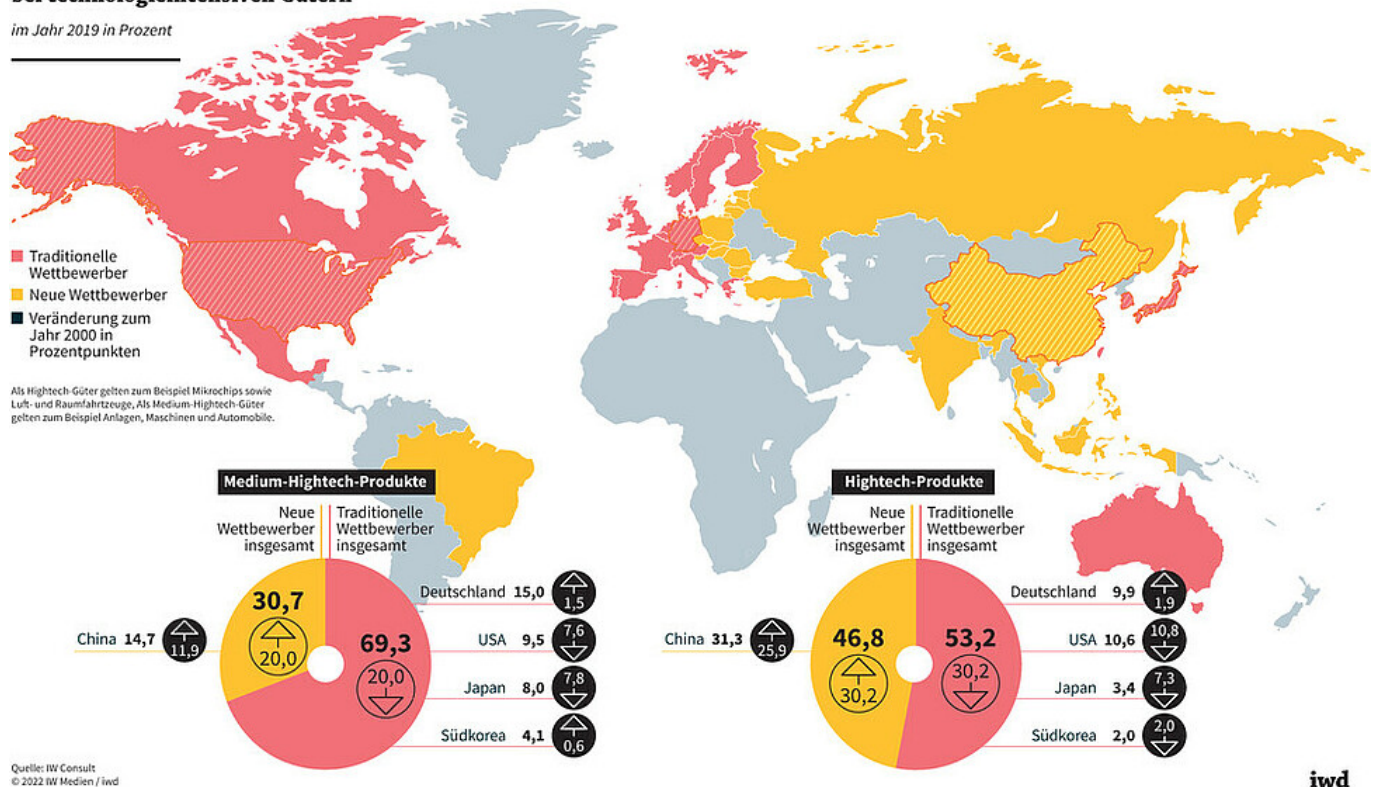 bei technologieintensiven Gütern
im Jahr 2019 in Prozent
Traditionelle
Wettbewerber
Neue Wettbewerber
Veränderung zum
Jahr 2000 in
Prozentpunkten
Als Hightech-Güter gelten zum Beispiel Mikrochips sowie
Luft- und Raumfahrtzeuge, Als Medium-Hightech-Güter
gelten zum Beispiel Anlagen, Maschinen und Automobile.
Medium-Hightech-Produkte
Neue
Wettbewerber
insgesamt
Traditionelle
Wettbewerber
insgesamt
30,7
20,0
69,3
20,0
China 14,7
11,9
Deutschland 15,0
1,5
USA 9,5
7,6
Japan 8,0
7,8
Südkorea 4,1
0,6
Hightech-Produkte
Neue
Wettbewerber
insgesamt
Traditionelle
Wettbewerber
insgesamt
46,8
30,2
53,2
30,2
China 31,3
25,9
Deutschland 9,9
1,9
USA 10,6
10,8
Japan 3,4
7,3
Südkorea 2,0
2,0
Quelle: IW Consult
© 2022 IW Medien / iwd
iwd